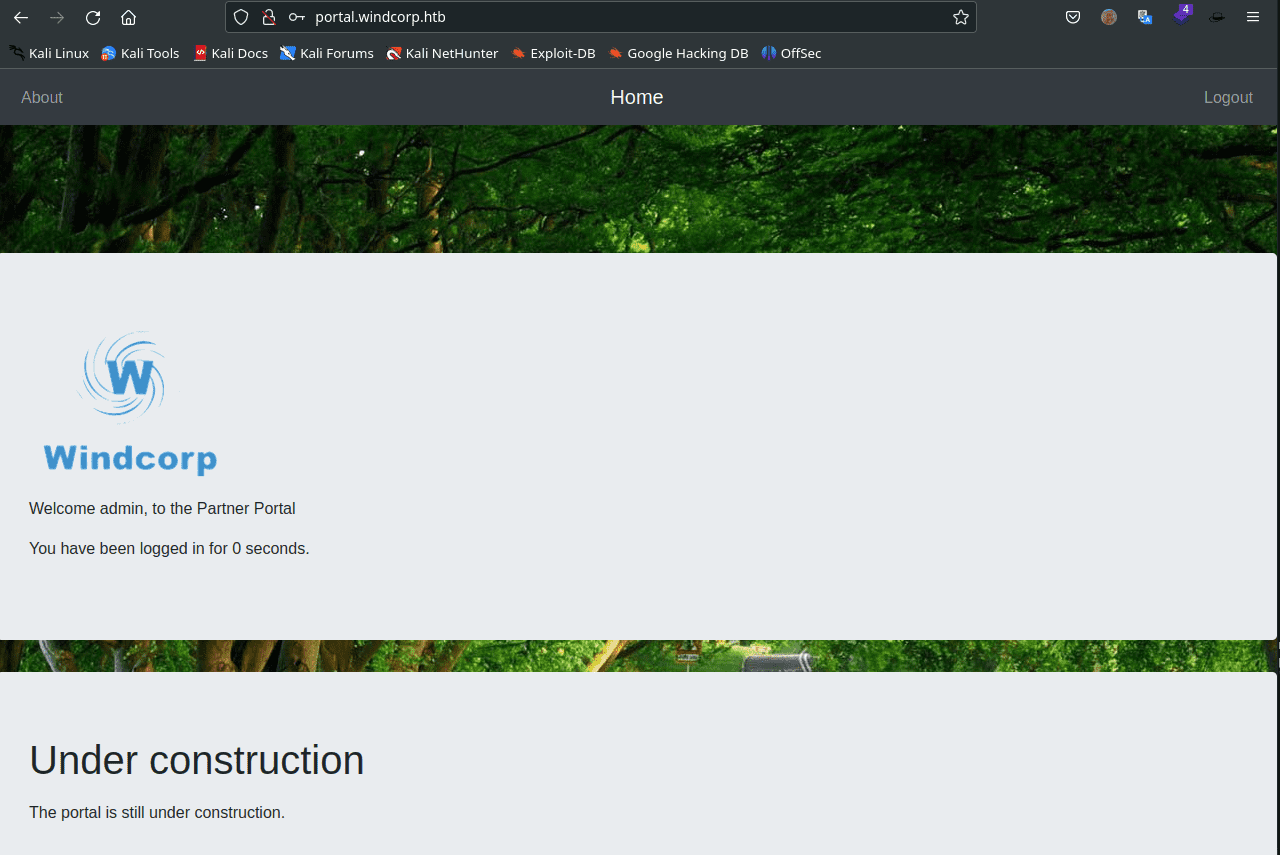 portal.windcorp.htb
4
Kali Linux Kali Tools Kali Docs Kali Forums Kali NetHunter Exploit-DB Google Hacking DB OffSec
About Home Logout
W
Windcorp
Welcome admin, to the Partner Portal
You have been logged in for 0 seconds.
Under construction
The portal is still under construction.